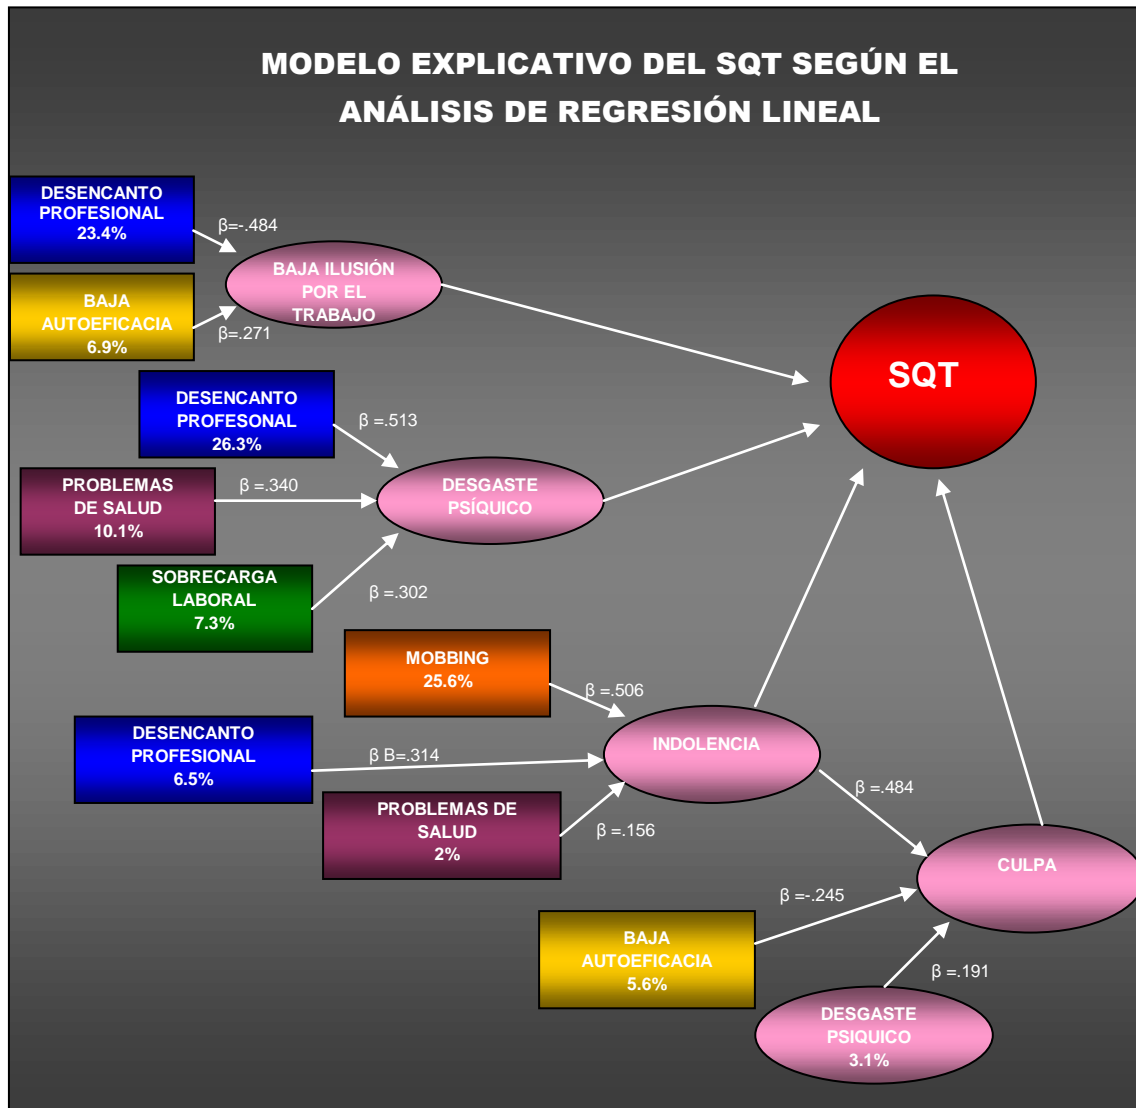 MODELO EXPLICATIVO DEL SQT SEGÚN EL
ANÁLISIS DE REGRESIÓN LINEAL
DESENCANTO
PROFESIONAL
23.4%
β=-.484
BAJA ILUSIÓN
POR EL
TRABAJO
BAJA
AUTOEFICACIA
6.9%
β=.271
SQT
DESENCANTO
PROFESONAL
26.3%
β =.513
PROBLEMAS
DE SALUD
10.1%
β =.340
DESGASTE
PSÍQUICO
SOBRECARGA
LABORAL
7.3%
β =.302
MOBBING
25.6%
β =.506
DESENCANTO
PROFESIONAL
6.5%
β B=.314
INDOLENCIA
PROBLEMAS DE
SALUD
2%
β =.156
β =.484
CULPA
BAJA
AUTOEFICACIA
5.6%
β =-.245
β =.191
DESGASTE
PSIQUICO
3.1%